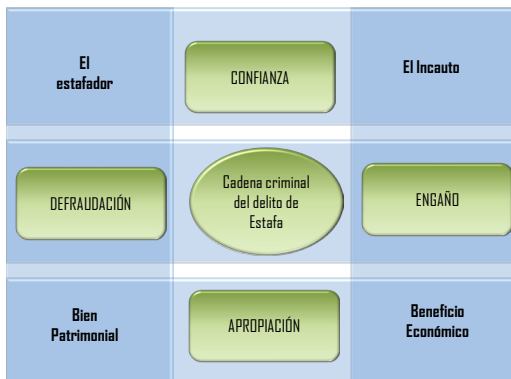 El
estafador
CONFIANZA
El Incauto
DEFRAUDACIÓN
Cadena criminal
del delito de
Estafa
ENGAÑO
Bien
Patrimonial
APROPIACIÓN
Beneficio
Económico